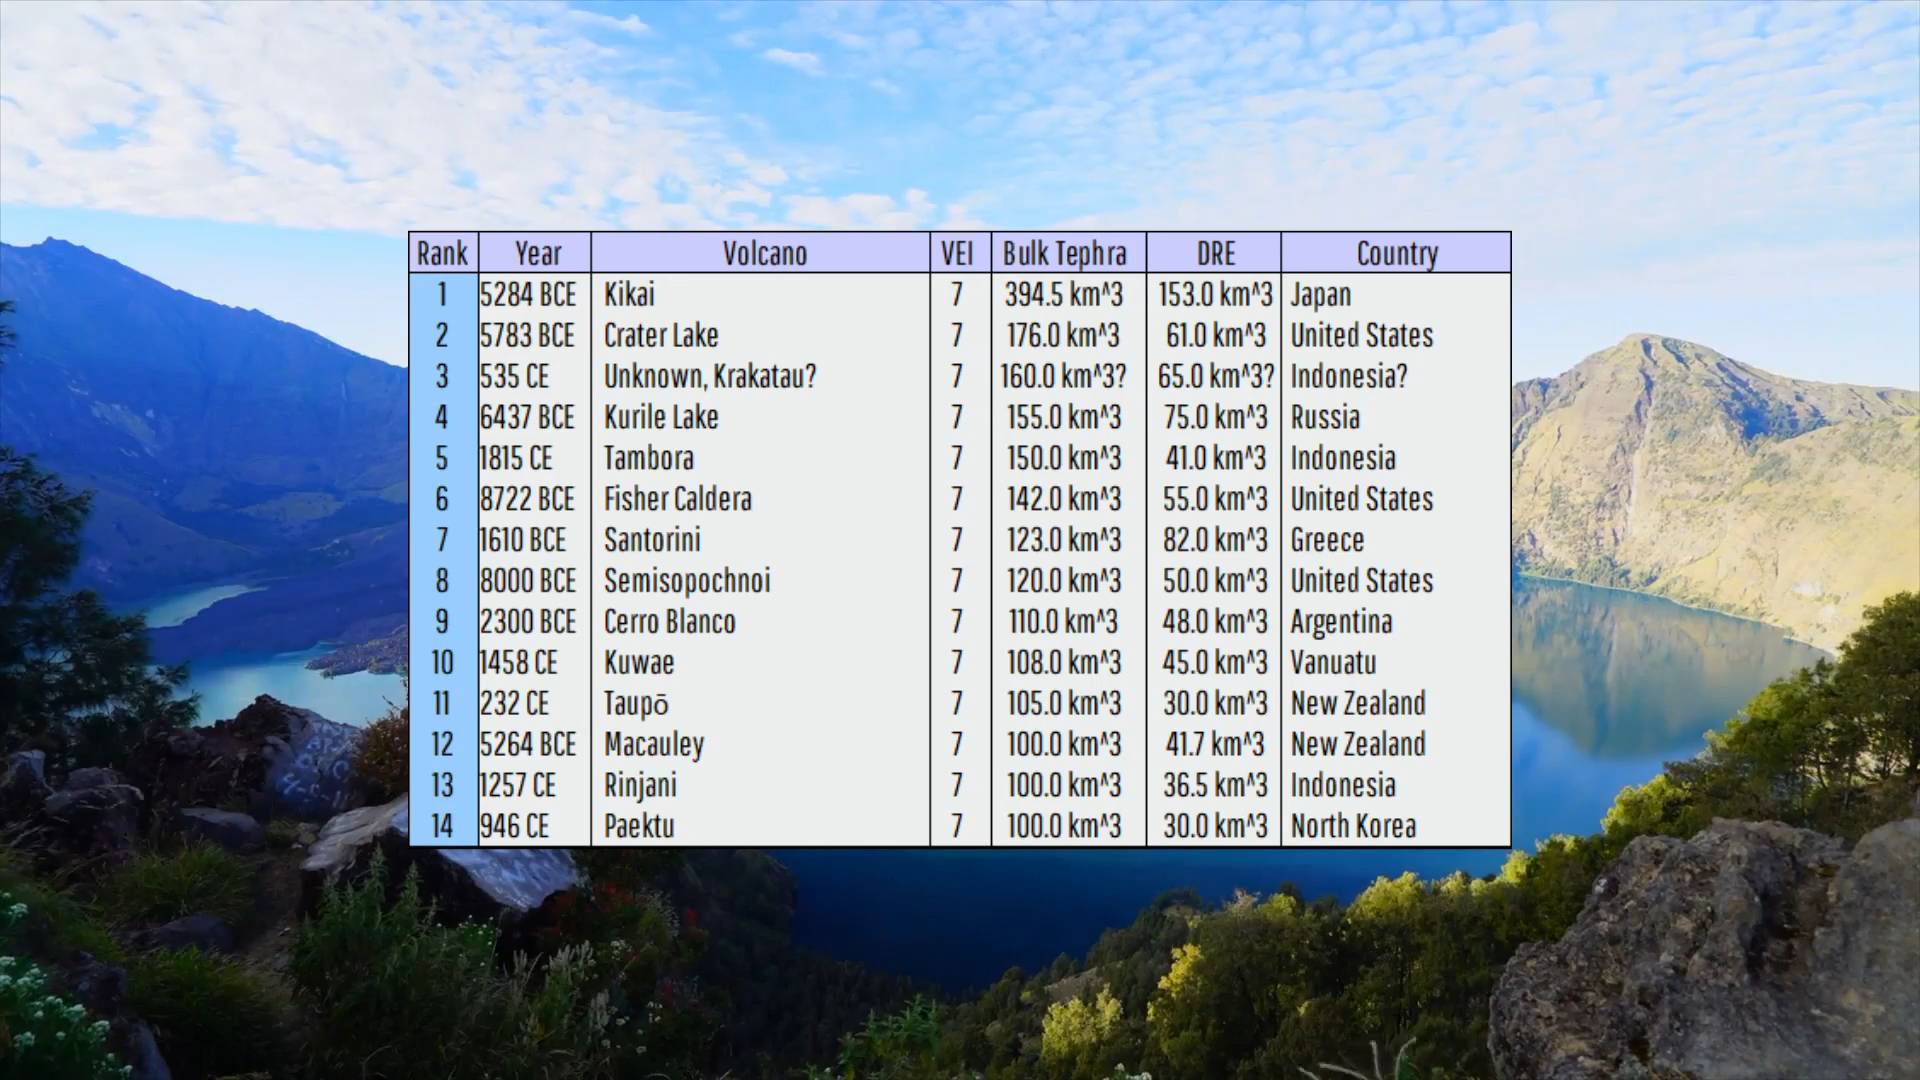 Rank Year Volcano VEI Bulk Tephra DRE Country
1 5284 BCE Kikai 7 394.5 km^3 153.0 km^3 Japan
2 5783 BCE Crater Lake 7 176.0 km^3 61.0 km^3 United States
3 535 CE Unknown, Krakatau? 7 160.0 km^3? 65.0 km^3? Indonesia?
4 6437 BCE Kurile Lake 7 155.0 km^3 75.0 km^3 Russia
5 1815 CE Tambora 7 150.0 km^3 41.0 km^3 Indonesia
6 8722 BCE Fisher Caldera 7 142.0 km^3 55.0 km^3 United States
7 1610 BCE Santorini 7 123.0 km^3 82.0 km^3 Greece
8 8000 BCE Semisopochnoi 7 120.0 km^3 50.0 km^3 United States
9 2300 BCE Cerro Blanco 7 110.0 km^3 48.0 km^3 Argentina
10 1458 CE Kuwae 7 108.0 km^3 45.0 km^3 Vanuatu
11 232 CE Taupō 7 105.0 km^3 30.0 km^3 New Zealand
12 5264 BCE Macauley 7 100.0 km^3 41.7 km^3 New Zealand
13 1257 CE Rinjani 7 100.0 km^3 36.5 km^3 Indonesia
14 946 CE Paektu 7 100.0 km^3 30.0 km^3 North Korea